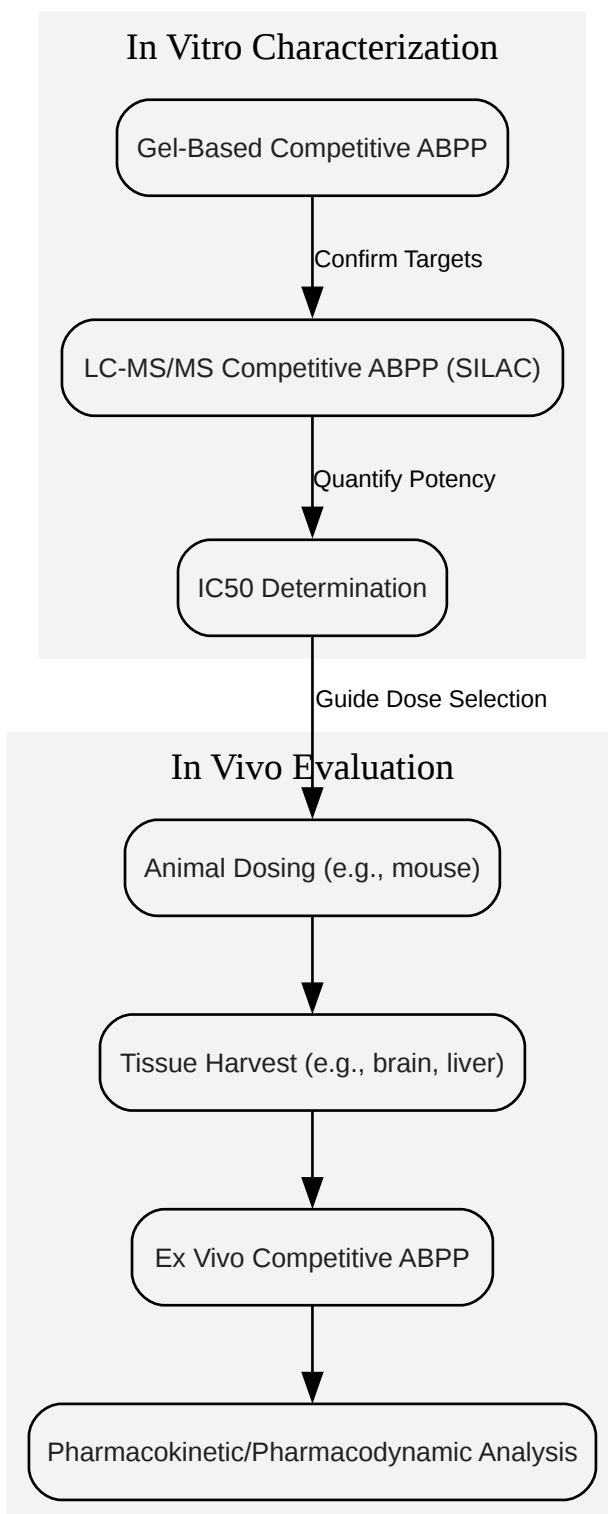 In Vitro Characterization
Gel-Based Competitive ABPP
Confirm Targets
LC-MS/MS Competitive ABPP (SILAC)
Quantify Potency
IC50 Determination
Guide Dose Selection
In Vivo Evaluation
Animal Dosing (e.g., mouse)
Tissue Harvest (e.g., brain, liver)
Ex Vivo Competitive ABPP
Pharmacokinetic/Pharmacodynamic Analysis